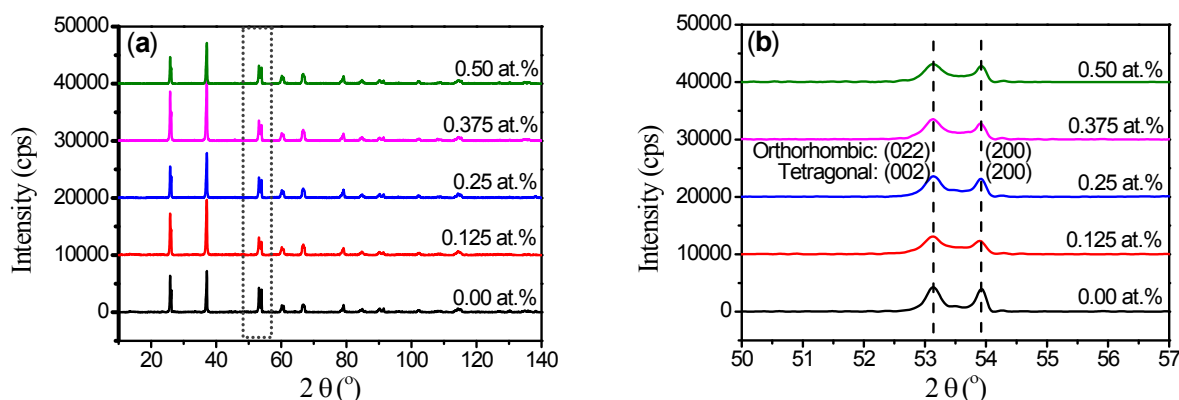 (a)
50000
40000
30000
20000
10000
0
Intensity (cps)
0.50 at.%
0.375 at.%
0.25 at.%
0.125 at.%
0.00 at.%
20 40 60 80 100 120 140
2 θ (°)
(b)
50000
40000
30000
20000
10000
0
Intensity (cps)
0.50 at.%
0.375 at.%
Orthorhombic: (022) (200)
Tetragonal: (002) (200)
0.25 at.%
0.125 at.%
0.00 at.%
50 51 52 53 54 55 56 57
2 θ (°)